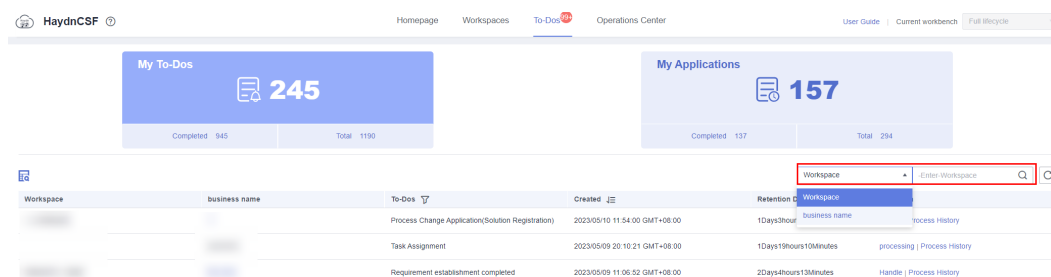 HaydnCSF
Homepage Workspaces To-Dos 99+ Operations Center
User Guide | Current workbench Full lifecycle
My To-Dos
245
Completed 945 Total 1190
My Applications
157
Completed 137 Total 294
Workspace -Enter-Workspace
Workspace
business name
Workspace business name To-Dos Created Retention D
Process Change Application(Solution Registration) 2023/05/10 11:54:00 GMT+08:00 1Days3hour rocess History
Task Assignment 2023/05/09 20:10:21 GMT+08:00 1Days19hours10Minutes processing | Process History
Requirement establishment completed 2023/05/09 11:06:52 GMT+08:00 2Days4hours13Minutes Handle | Process History